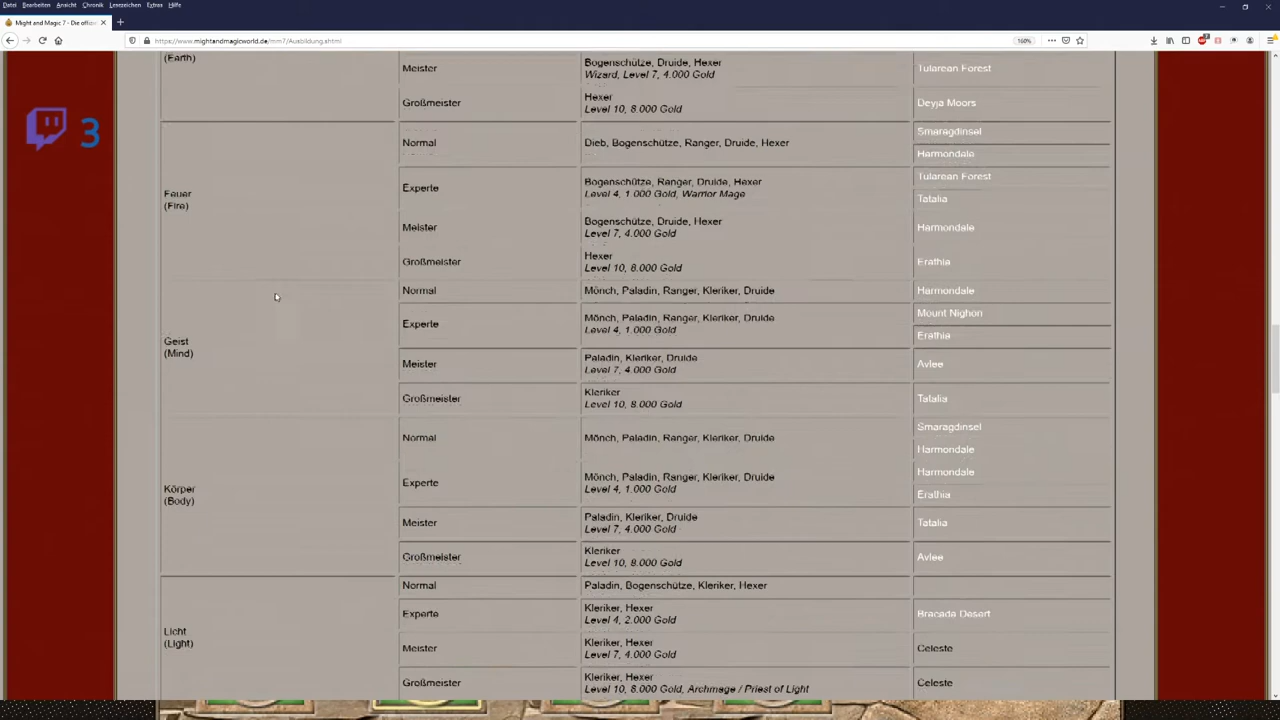 Datei Bearbeiten Ansicht Chronik Lesezeichen Extras Hilfe
Might and Magic 7 - Die offizi
https://www.mightandmagicworld.de/mm7/Ausbildung.shtml
160%
3
(Earth)
Meister
Bogenschütze, Druide, Hexer
Wizard, Level 7, 4.000 Gold
Tularean Forest
Großmeister
Hexer
Level 10, 8.000 Gold
Deyja Moors
Feuer
(Fire)
Normal
Dieb, Bogenschütze, Ranger, Druide, Hexer
Smaragdinsel
Harmondale
Experte
Bogenschütze, Ranger, Druide, Hexer
Level 4, 1.000 Gold, Warrior Mage
Tularean Forest
Tatalia
Meister
Bogenschütze, Druide, Hexer
Level 7, 4.000 Gold
Harmondale
Großmeister
Hexer
Level 10, 8.000 Gold
Erathia
Geist
(Mind)
Normal
Mönch, Paladin, Ranger, Kleriker, Druide
Harmondale
Experte
Mönch, Paladin, Ranger, Kleriker, Druide
Level 4, 1.000 Gold
Mount Nighon
Erathia
Meister
Paladin, Kleriker, Druide
Level 7, 4.000 Gold
Avlee
Großmeister
Kleriker
Level 10, 8.000 Gold
Tatalia
Körper
(Body)
Normal
Mönch, Paladin, Ranger, Kleriker, Druide
Smaragdinsel
Harmondale
Experte
Mönch, Paladin, Ranger, Kleriker, Druide
Level 4, 1.000 Gold
Harmondale
Erathia
Meister
Paladin, Kleriker, Druide
Level 7, 4.000 Gold
Tatalia
Großmeister
Kleriker
Level 10, 8.000 Gold
Avlee
Licht
(Light)
Normal
Paladin, Bogenschütze, Kleriker, Hexer
Experte
Kleriker, Hexer
Level 4, 2.000 Gold
Bracada Desert
Meister
Kleriker, Hexer
Level 7, 4.000 Gold
Celeste
Großmeister
Kleriker, Hexer
Level 10, 8.000 Gold, Archmage / Priest of Light
Celeste